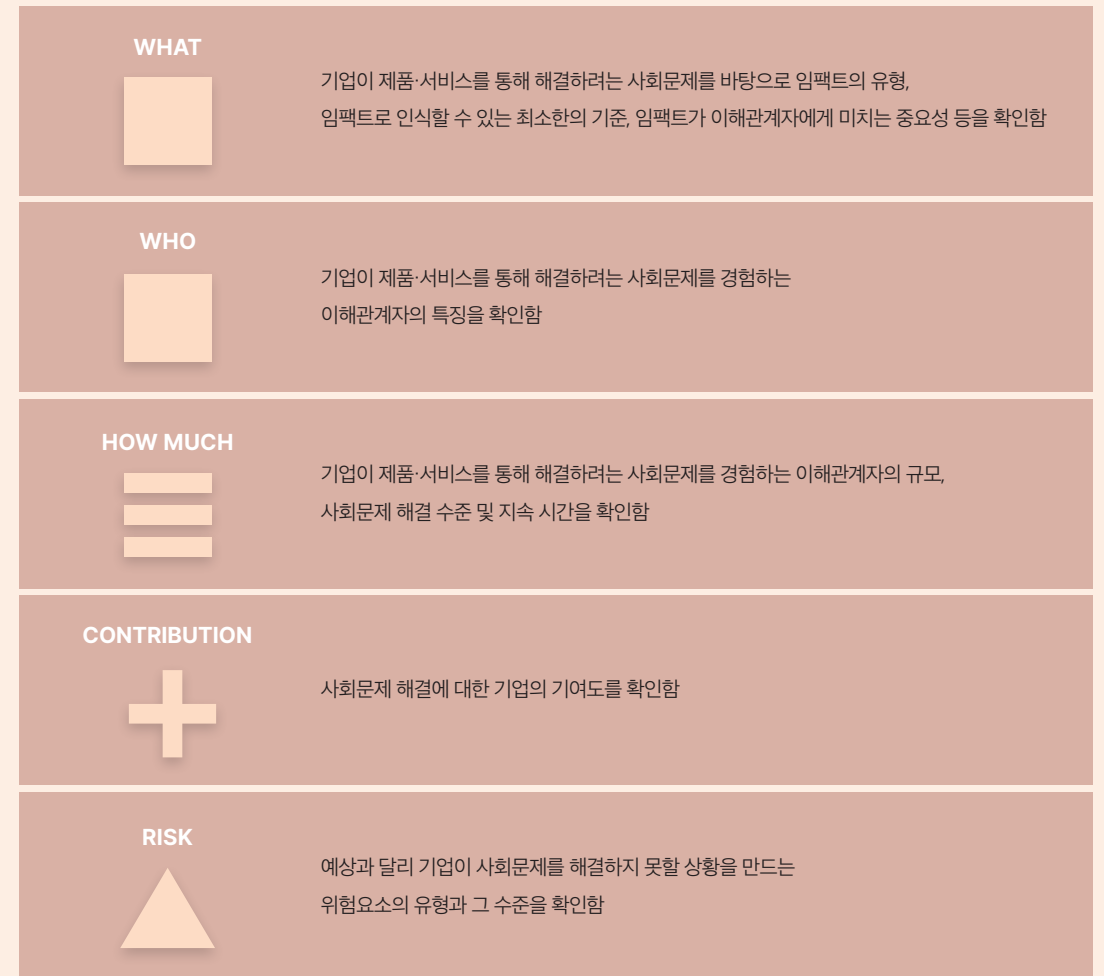 WHAT
기업이 제품·서비스를 통해 해결하려는 사회문제를 바탕으로 임팩트의 유형,
임팩트로 인식할 수 있는 최소한의 기준, 임팩트가 이해관계자에게 미치는 중요성 등을 확인함
WHO
기업이 제품·서비스를 통해 해결하려는 사회문제를 경험하는
이해관계자의 특징을 확인함
HOW MUCH
기업이 제품·서비스를 통해 해결하려는 사회문제를 경험하는 이해관계자의 규모,
사회문제 해결 수준 및 지속 시간을 확인함
CONTRIBUTION
사회문제 해결에 대한 기업의 기여도를 확인함
RISK
예상과 달리 기업이 사회문제를 해결하지 못할 상황을 만드는
위험요소의 유형과 그 수준을 확인함